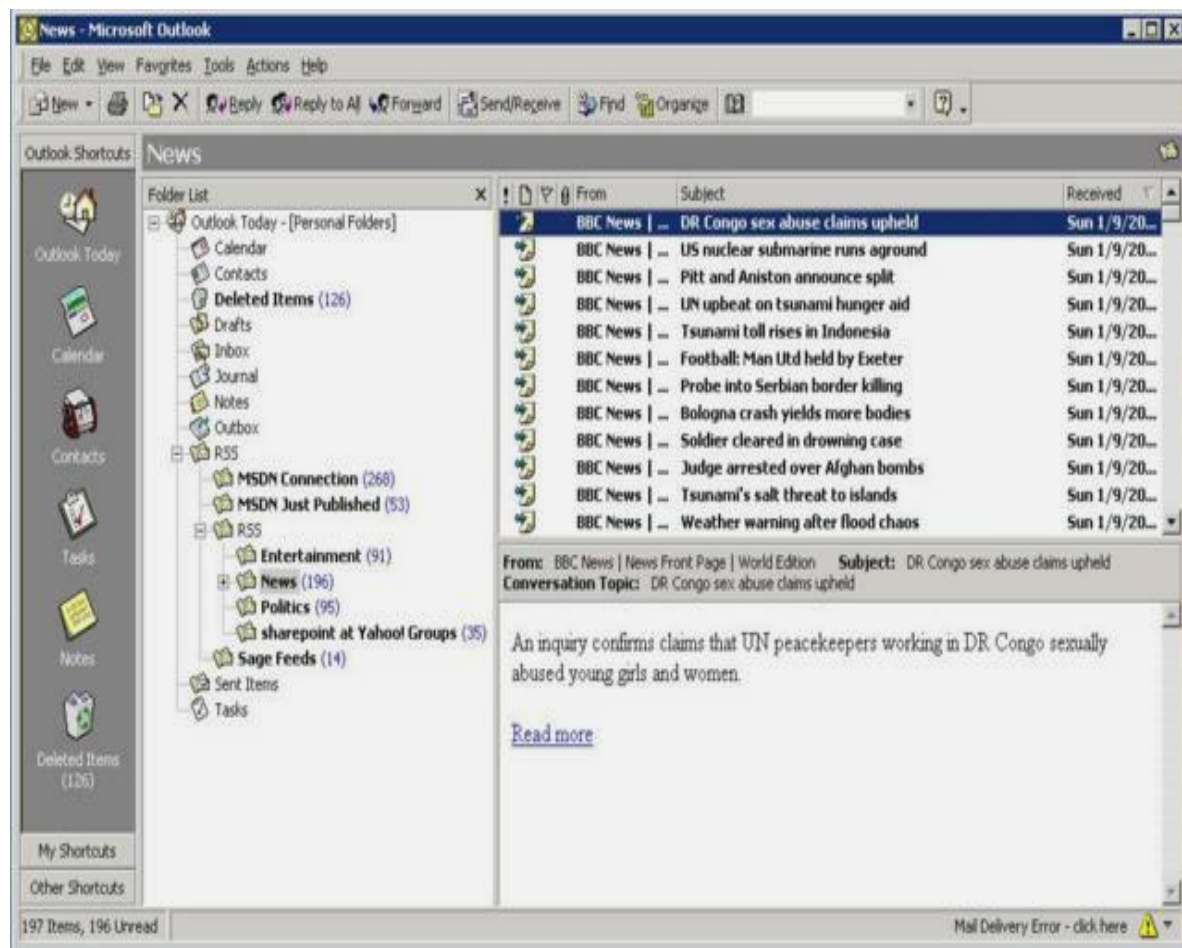 News - Microsoft Outlook
File Edit View Favorites Tools Actions Help
New Reply Reply to All Forward Send/Receive Find Organize
Outlook Shortcuts
Outlook Today
Calendar
Contacts
Tasks
Notes
Deleted Items
(126)
My Shortcuts
Other Shortcuts
News
Folder List
Outlook Today - [Personal Folders]
Calendar
Contacts
Deleted Items (126)
Drafts
Inbox
Journal
Notes
Outbox
RSS
MSDN Connection (268)
MSDN Just Published (53)
RSS
Entertainment (91)
News (196)
Politics (95)
sharepoint at Yahoo! Groups (35)
Sage Feeds (14)
Sent Items
Tasks
From Subject Received
BBC News | ... DR Congo sex abuse claims upheld Sun 1/9/20...
BBC News | ... US nuclear submarine runs aground Sun 1/9/20...
BBC News | ... Pitt and Aniston announce split Sun 1/9/20...
BBC News | ... UN upbeat on tsunami hunger aid Sun 1/9/20...
BBC News | ... Tsunami toll rises in Indonesia Sun 1/9/20...
BBC News | ... Football: Man Utd held by Exeter Sun 1/9/20...
BBC News | ... Probe into Serbian border killing Sun 1/9/20...
BBC News | ... Bologna crash yields more bodies Sun 1/9/20...
BBC News | ... Soldier cleared in drowning case Sun 1/9/20...
BBC News | ... Judge arrested over Afghan bombs Sun 1/9/20...
BBC News | ... Tsunami's salt threat to islands Sun 1/9/20...
BBC News | ... Weather warning after flood chaos Sun 1/9/20...
From: BBC News | News Front Page | World Edition Subject: DR Congo sex abuse claims upheld
Conversation Topic: DR Congo sex abuse claims upheld
An inquiry confirms claims that UN peacekeepers working in DR Congo sexually
abused young girls and women.
Read more
197 Items, 196 Unread
Mail Delivery Error - click here